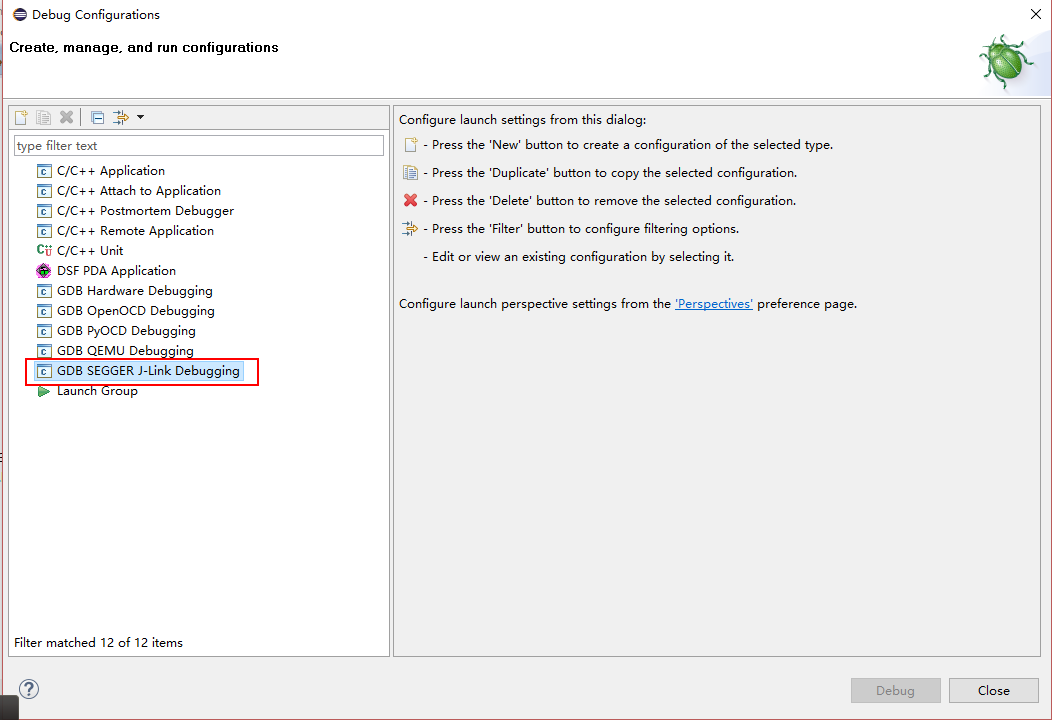 Debug Configurations
Create, manage, and run configurations
type filter text
C/C++ Application
C/C++ Attach to Application
C/C++ Postmortem Debugger
C/C++ Remote Application
C/C++ Unit
DSF PDA Application
GDB Hardware Debugging
GDB OpenOCD Debugging
GDB PyOCD Debugging
GDB QEMU Debugging
GDB SEGGER J-Link Debugging
Launch Group
Filter matched 12 of 12 items
Configure launch settings from this dialog:
- Press the 'New' button to create a configuration of the selected type.
- Press the 'Duplicate' button to copy the selected configuration.
- Press the 'Delete' button to remove the selected configuration.
- Press the 'Filter' button to configure filtering options.
- Edit or view an existing configuration by selecting it.
Configure launch perspective settings from the 'Perspectives' preference page.
Debug
Close